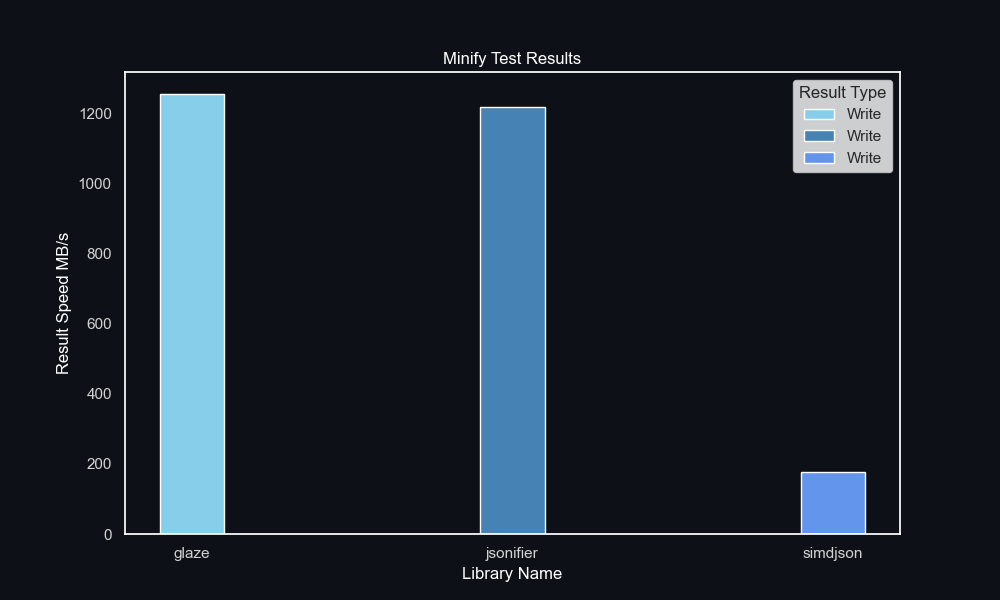 Minify Test Results
Result Type
Write
Write
Write
Result Speed MB/s
1200
1000
800
600
400
200
0
glaze jsonifier simdjson
Library Name